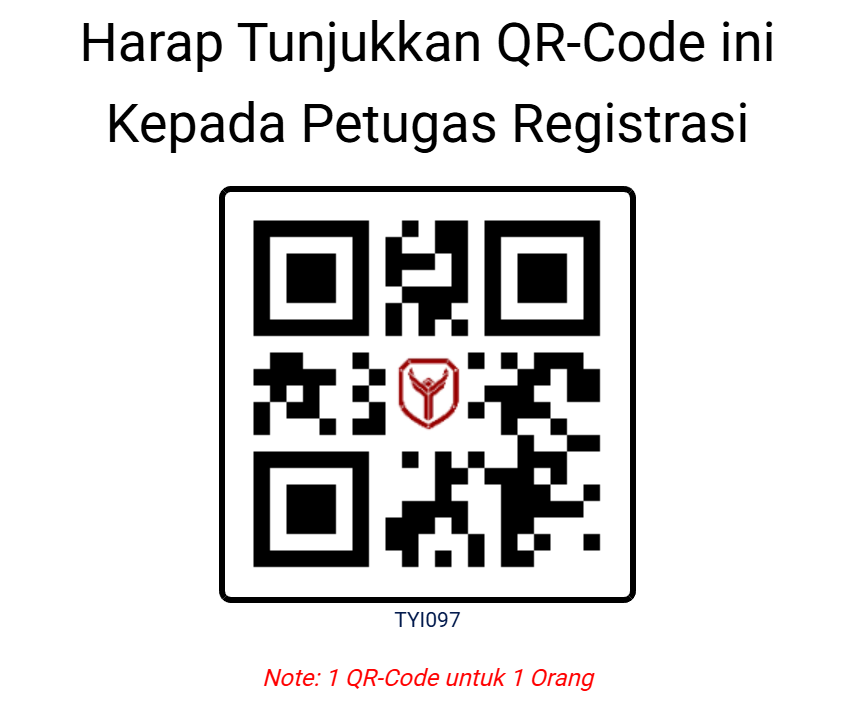 Harap Tunjukkan QR-Code ini
Kepada Petugas Registrasi
TYI097
Note: 1 QR-Code untuk 1 Orang